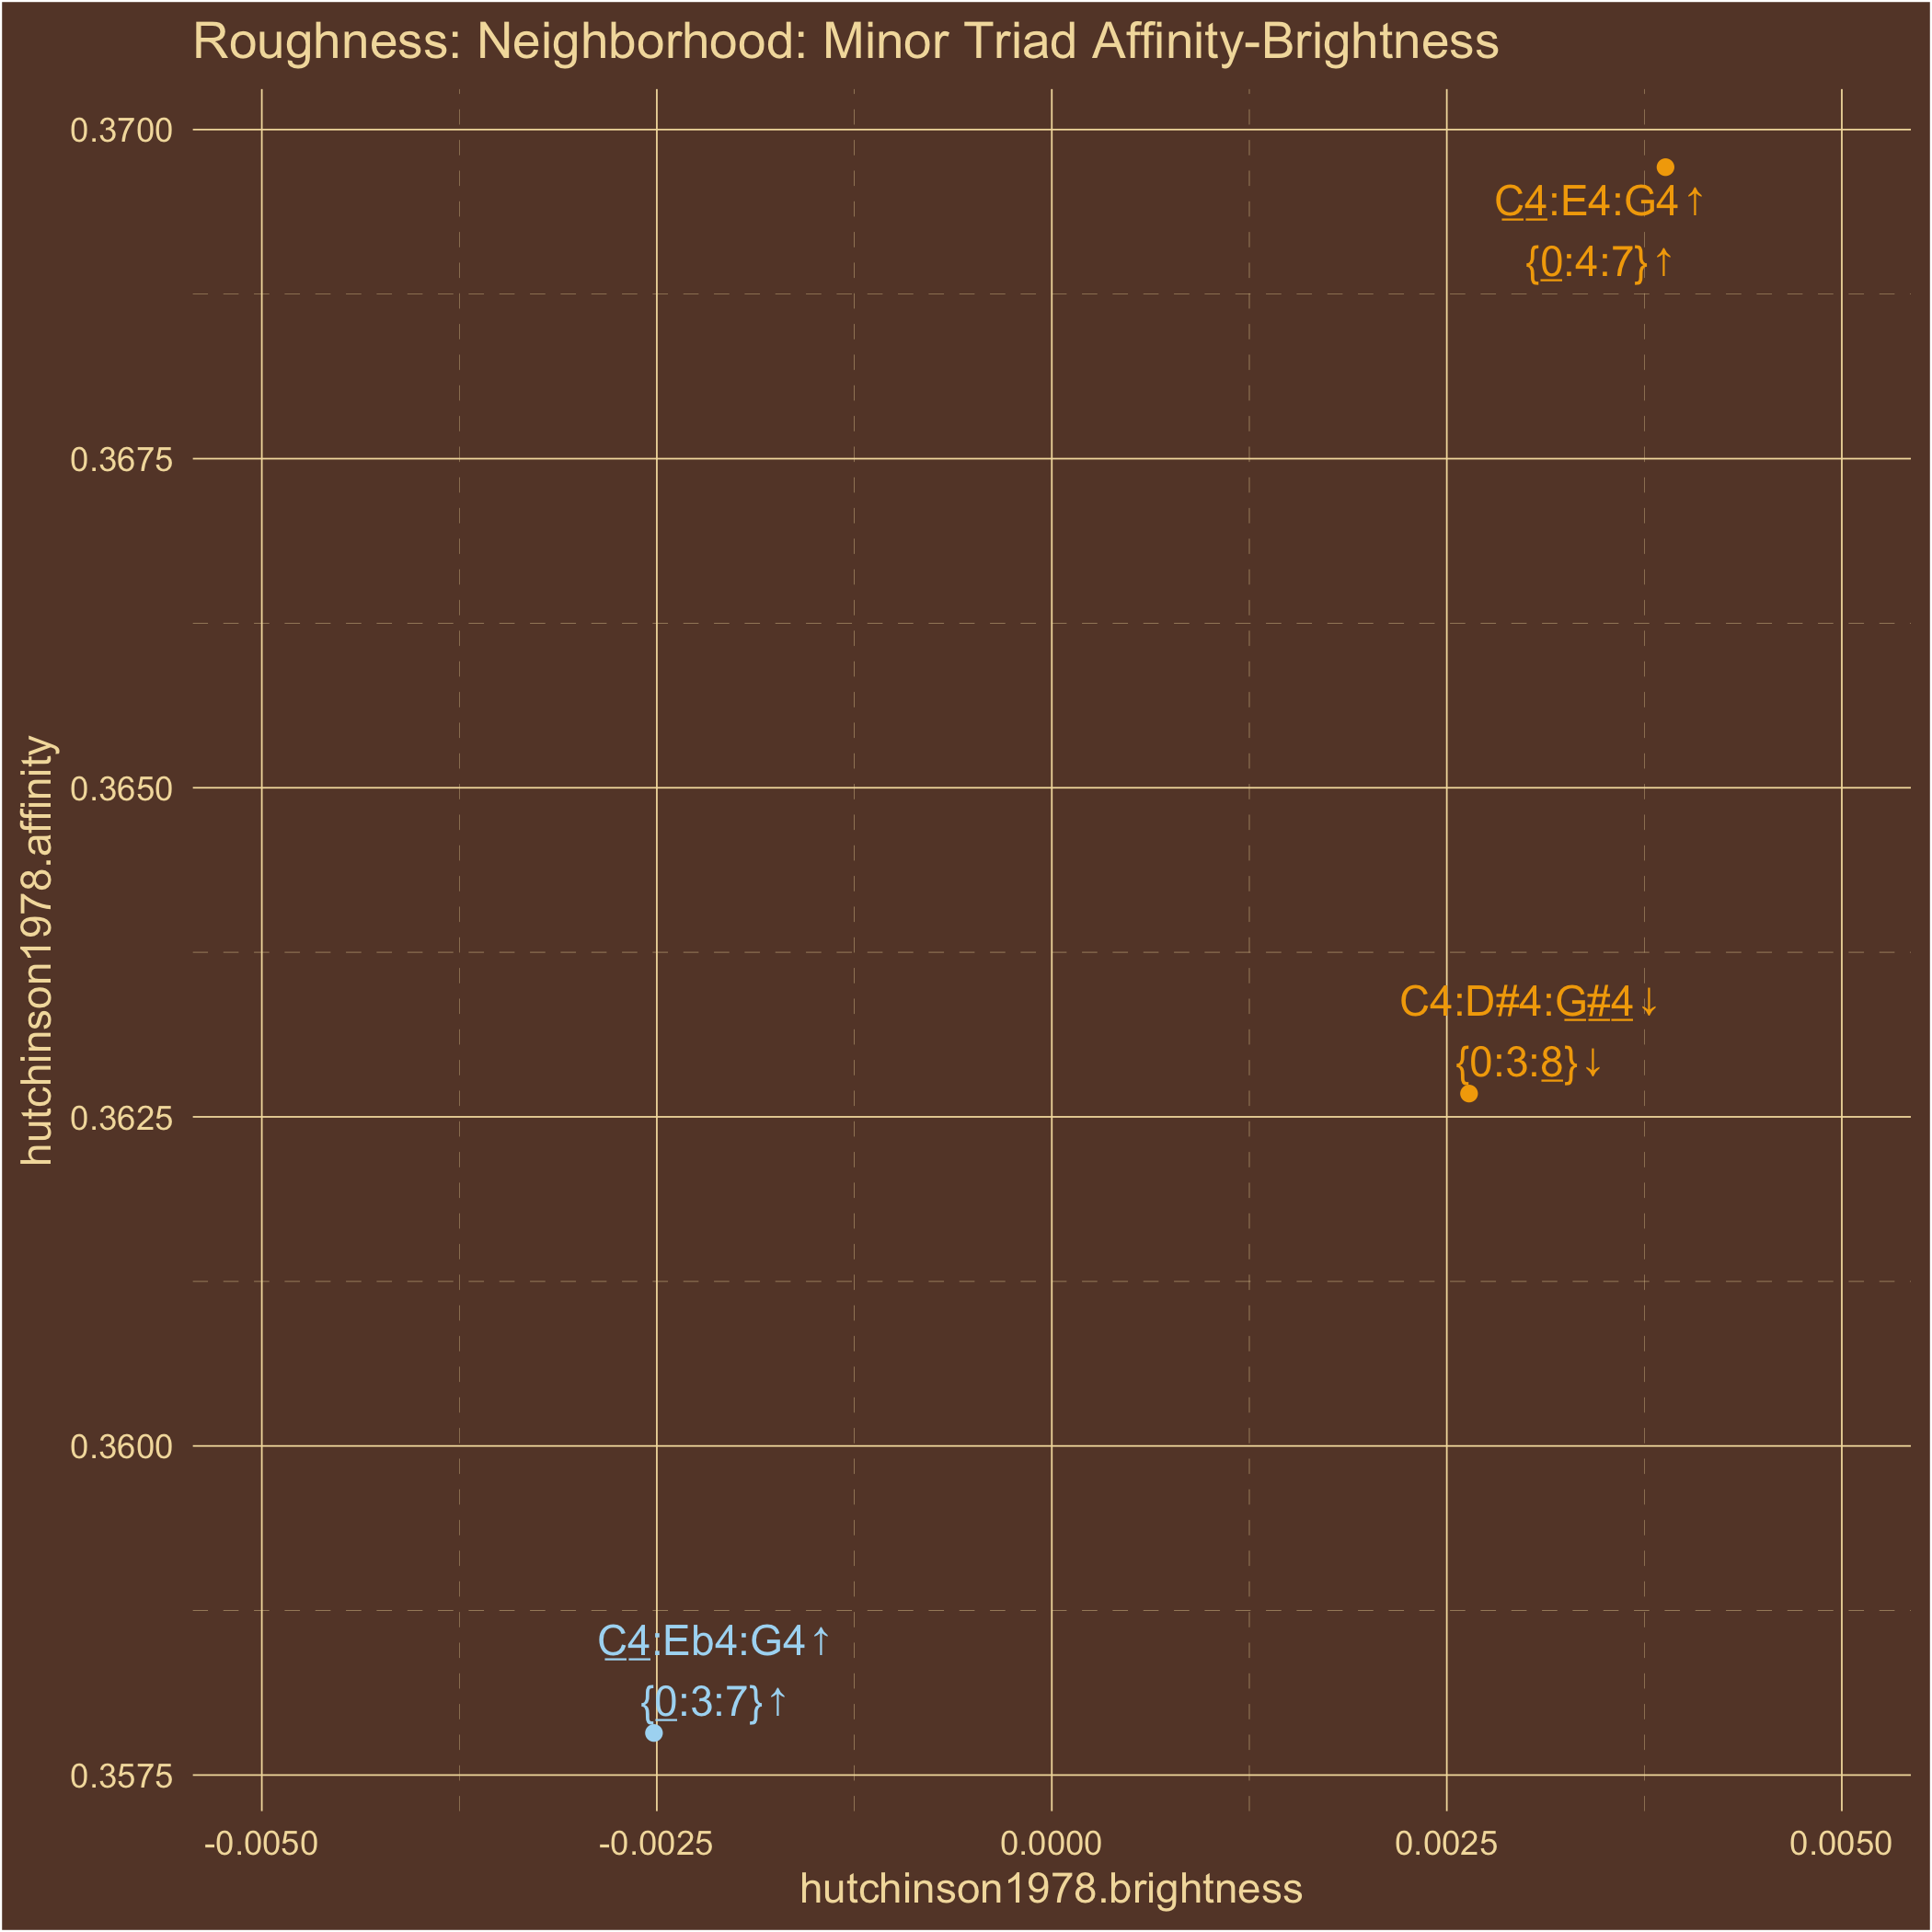 Roughness: Neighborhood: Minor Triad Affinity-Brightness
0.3700
C4:E4:G4↑
{0:4:7}↑
0.3675
0.3650
hutchinson1978.affinity
C4:D#4:G#4↓
{0:3:8}↓
0.3625
0.3600
C4:Eb4:G4↑
{0:3:7}↑
0.3575
-0.0050 -0.0025 0.0000 0.0025 0.0050
hutchinson1978.brightness